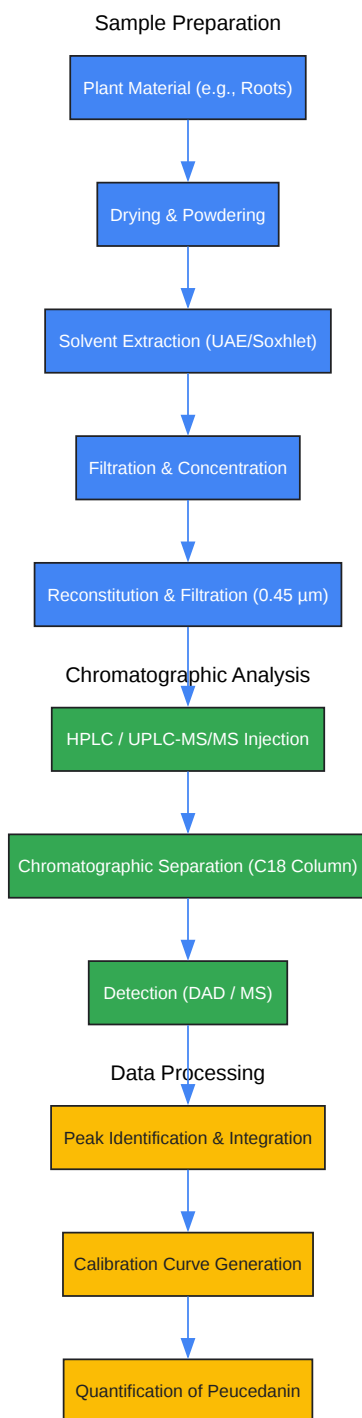 Sample Preparation
Plant Material (e.g., Roots)
Drying & Powdering
Solvent Extraction (UAE/Soxhlet)
Filtration & Concentration
Reconstitution & Filtration (0.45 µm)
Chromatographic Analysis
HPLC / UPLC-MS/MS Injection
Chromatographic Separation (C18 Column)
Detection (DAD / MS)
Data Processing
Peak Identification & Integration
Calibration Curve Generation
Quantification of Peucedanin